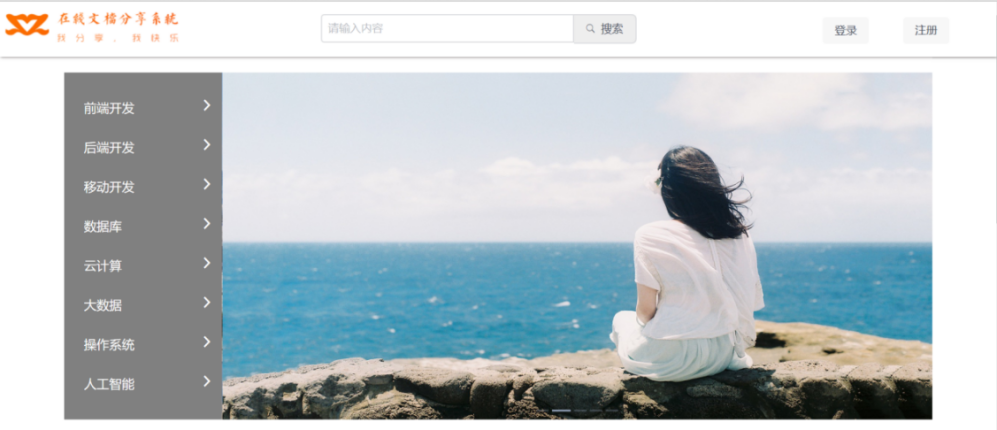 在线文档分享系统
我分享，我快乐
请输入内容
搜索
登录
注册
前端开发
后端开发
移动开发
数据库
云计算
大数据
操作系统
人工智能